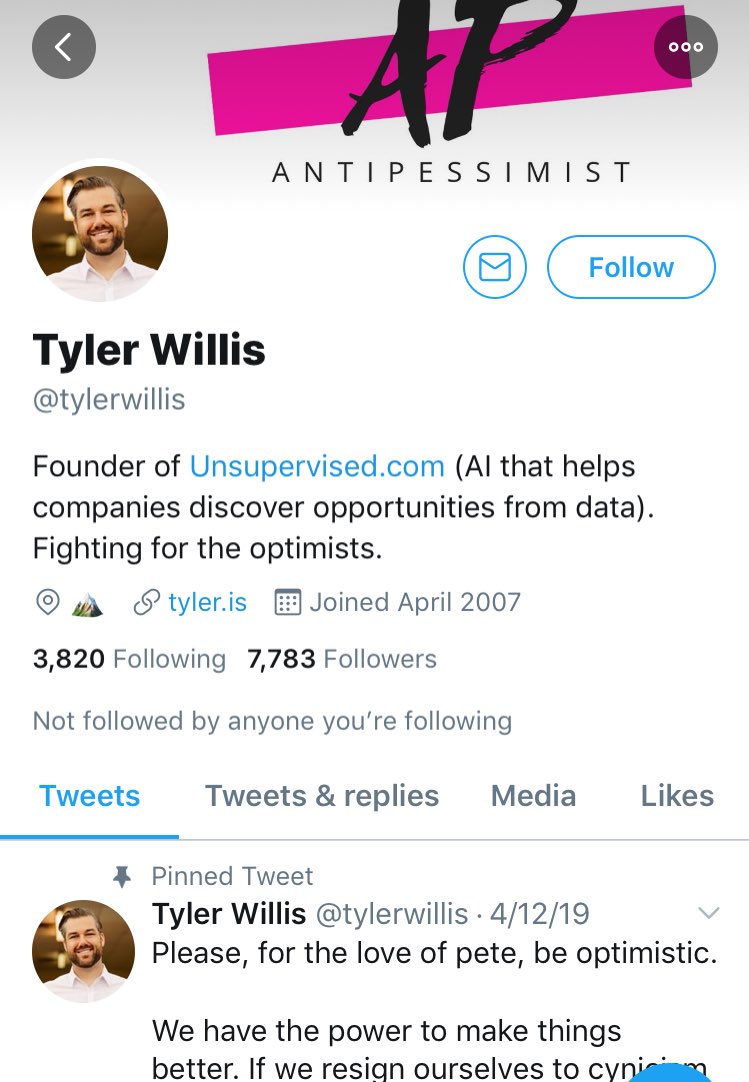 AP
ANTIPESSIMIST
Follow
Tyler Willis
@tylerwillis
Founder of Unsupervised.com (AI that helps
companies discover opportunities from data).
Fighting for the optimists.
tyler.is Joined April 2007
3,820 Following 7,783 Followers
Not followed by anyone you’re following
Tweets Tweets & replies Media Likes
Pinned Tweet
Tyler Willis @tylerwillis · 4/12/19
Please, for the love of pete, be optimistic.
We have the power to make things
better. If we resign ourselves to cynicism